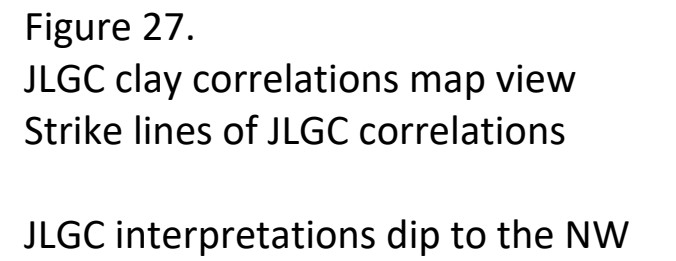 Figure 27.
JLGC clay correlations map view
Strike lines of JLGC correlations
JLGC interpretations dip to the NW